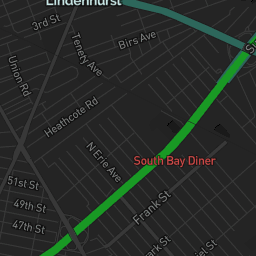 Lindenhurst
3rd St
Birs Ave
Tenety Ave
Union Rd
Heathcote Rd
N Erie Ave
South Bay Diner
51st St
49th St
47th St
Frank St